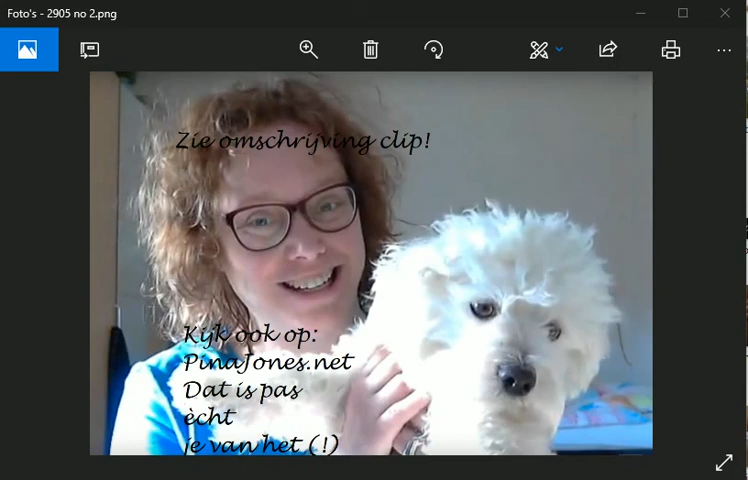 Foto's - 2905 no 2.png
Zie omschrijving clip!
Kijk ook op:
PinaJones.net
Dat is pas
ècht
je van het (!)